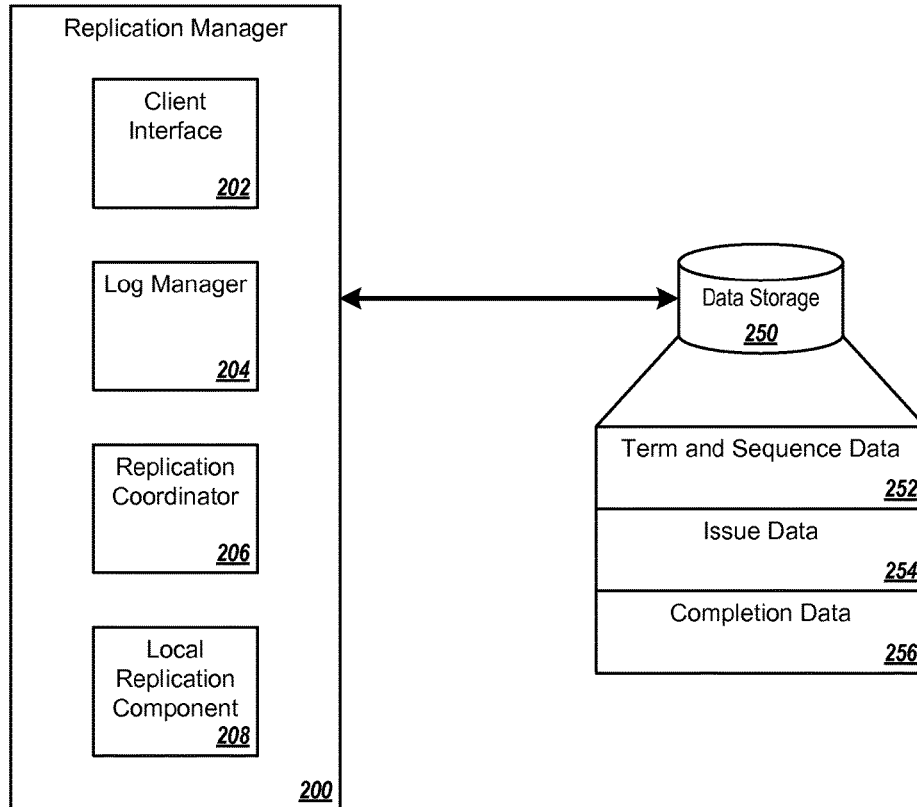 Replication Manager
Client
Interface
202
Log Manager
204
Replication
Coordinator
206
Local
Replication
Component
208
200
Data Storage
250
Term and Sequence Data
252
Issue Data
254
Completion Data
256